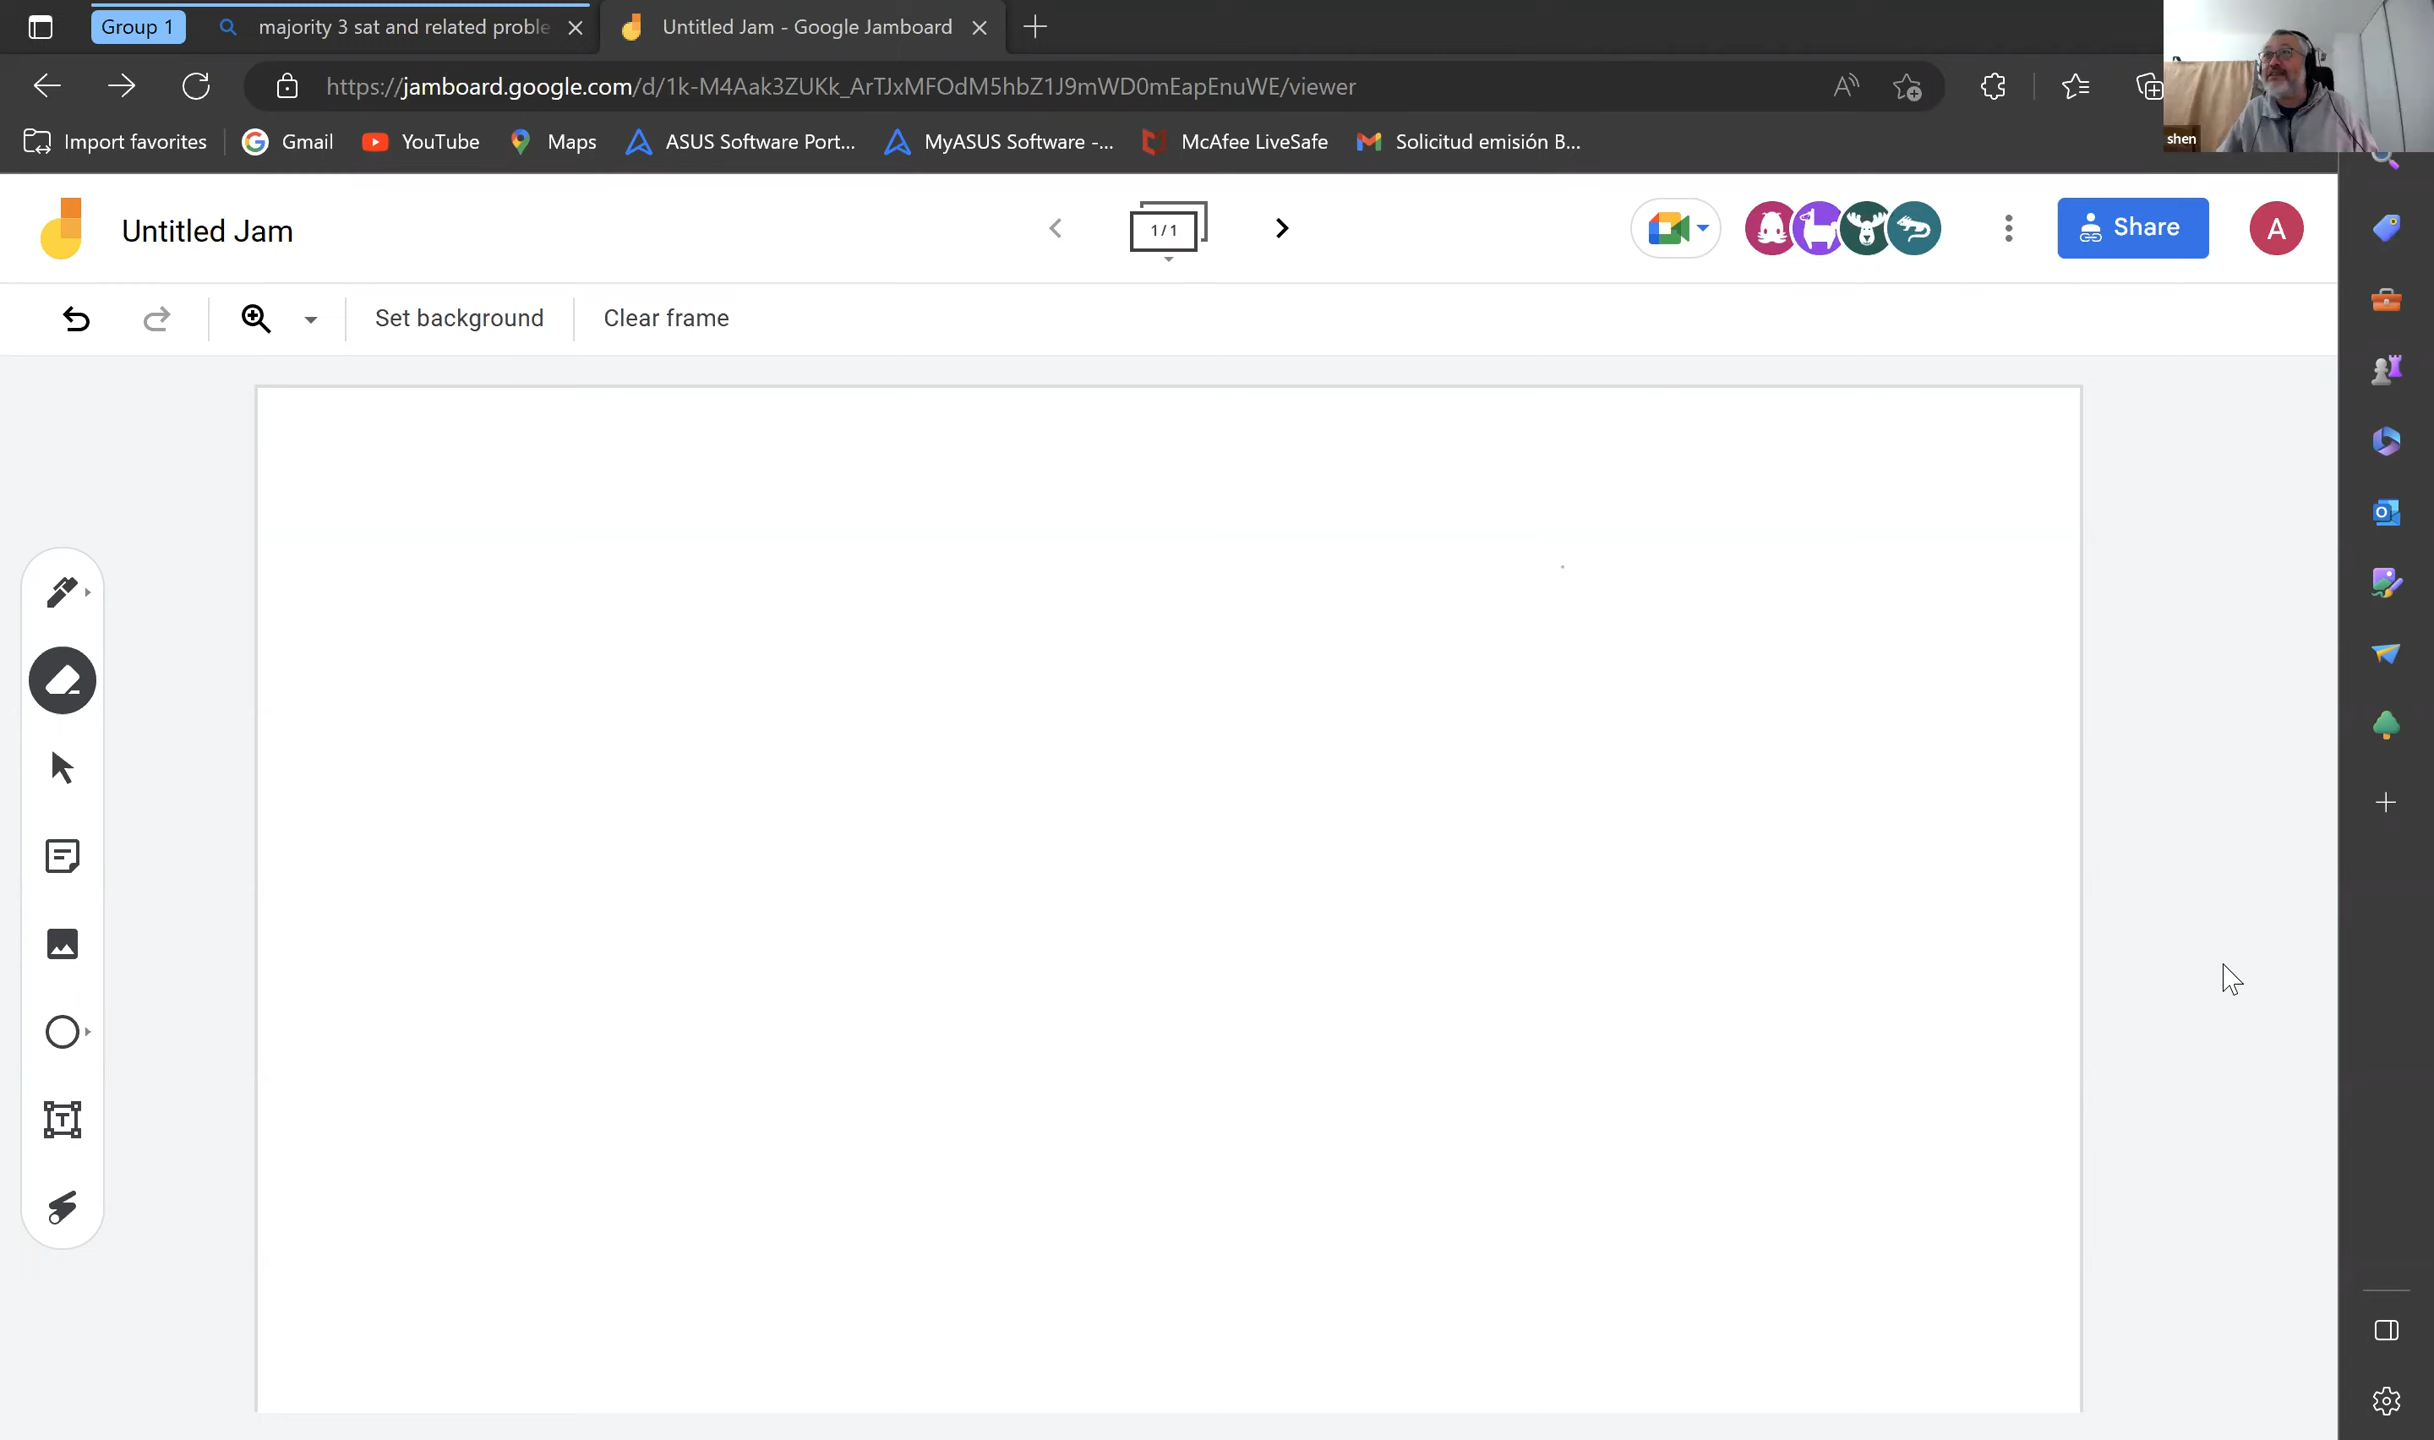 Group 1
majority 3 sat and related proble
Untitled Jam - Google Jamboard
https://jamboard.google.com/d/1k-M4Aak3ZUKk_ArTJxMFOdM5hbZ1J9mWD0mEapEnuWE/viewer
shen
Import favorites
Gmail
YouTube
Maps
ASUS Software Port...
MyASUS Software -...
McAfee LiveSafe
Solicitud emisión B...
Untitled Jam
1/1
Share
A
Set background
Clear frame